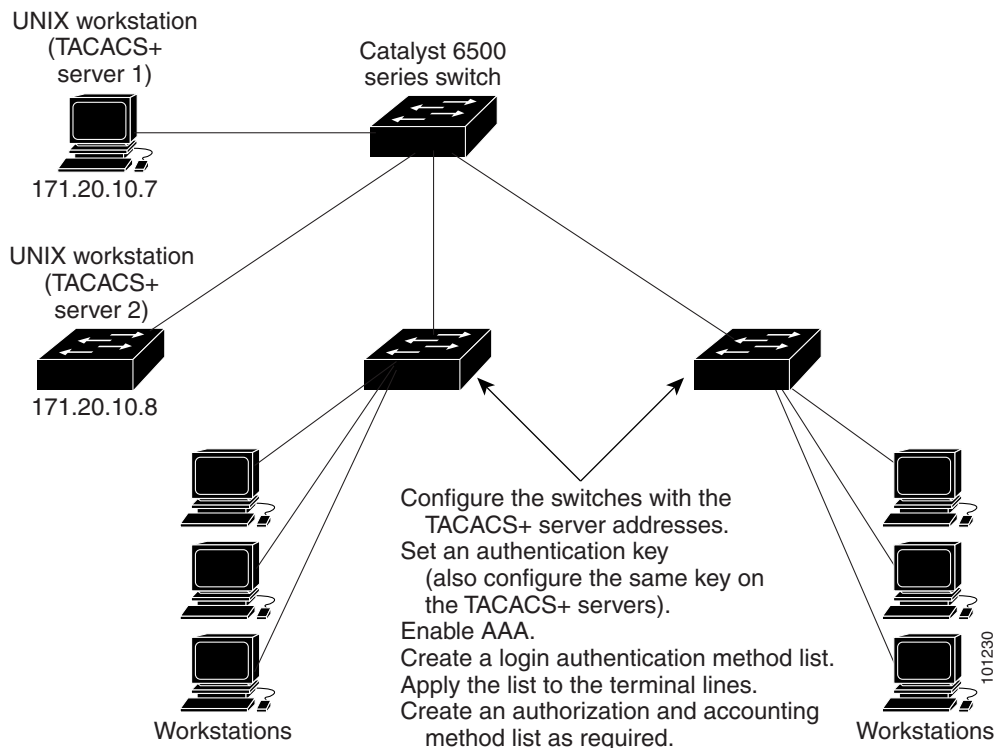 UNIX workstation
(TACACS+
server 1)
Catalyst 6500
series switch
171.20.10.7
UNIX workstation
(TACACS+
server 2)
171.20.10.8
Configure the switches with the
TACACS+ server addresses.
Set an authentication key
(also configure the same key on
the TACACS+ servers).
Enable AAA.
Create a login authentication method list.
Apply the list to the terminal lines.
Create an authorization and accounting
method list as required.
Workstations
Workstations
101230